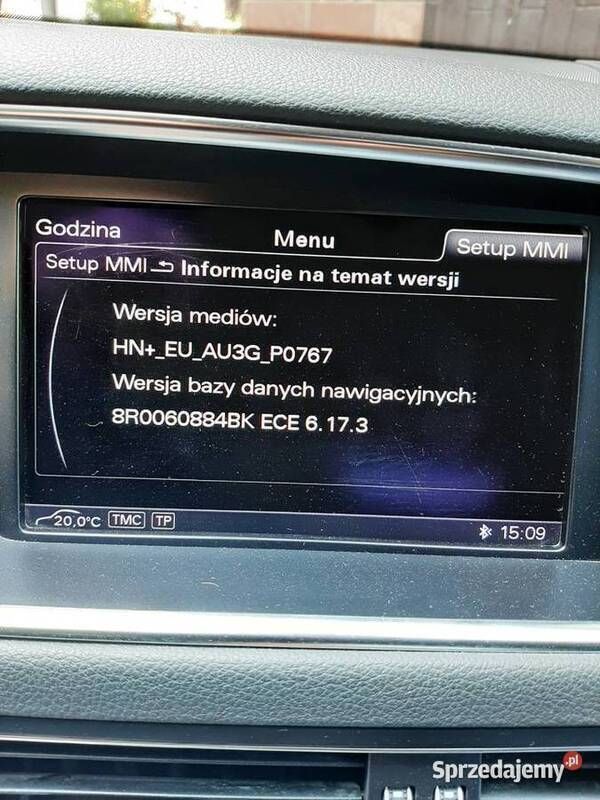 Godzina
Menu
Setup MMI
Setup MMI Informacje na temat wersji
Wersja mediów:
HN+_EU_AU3G_P0767
Wersja bazy danych nawigacyjnych:
8R0060884BK ECE 6.17.3
20,0°C TMC TP 15:09
Sprzedajemy.pl